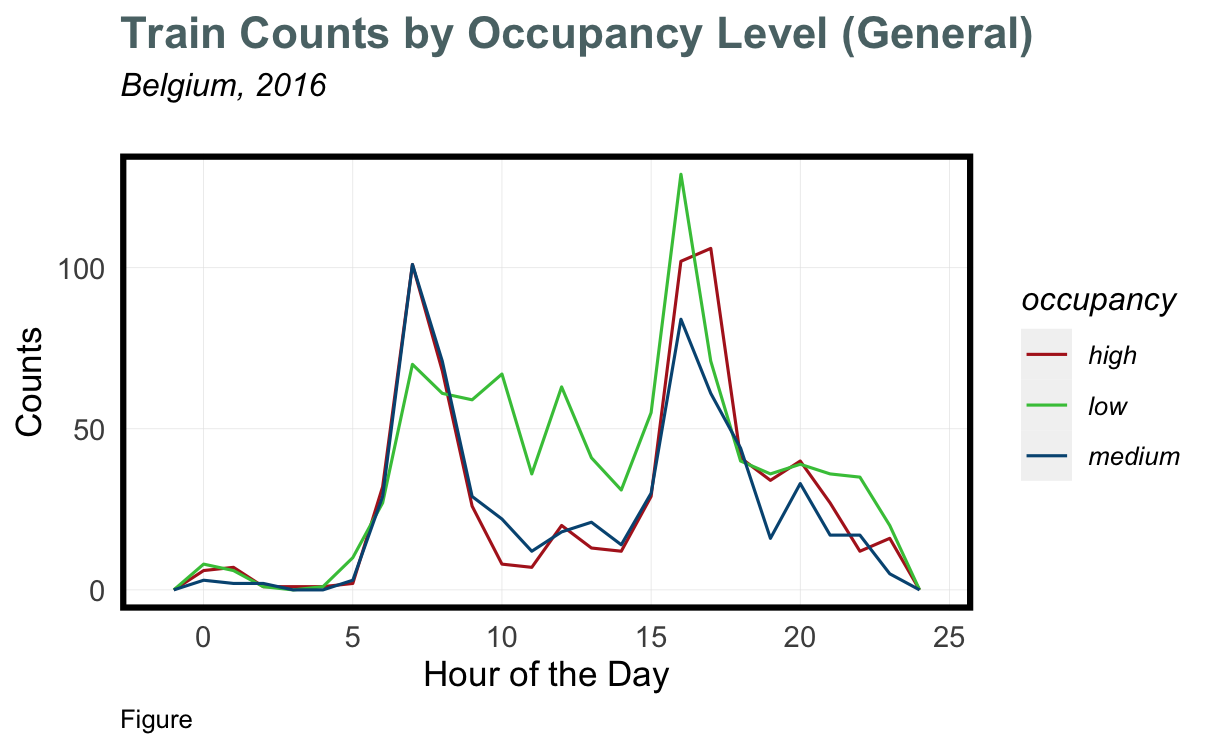 Train Counts by Occupancy Level (General)
Belgium, 2016
100
50
0
Counts
0 5 10 15 20 25
Hour of the Day
occupancy
high
low
medium
Figure